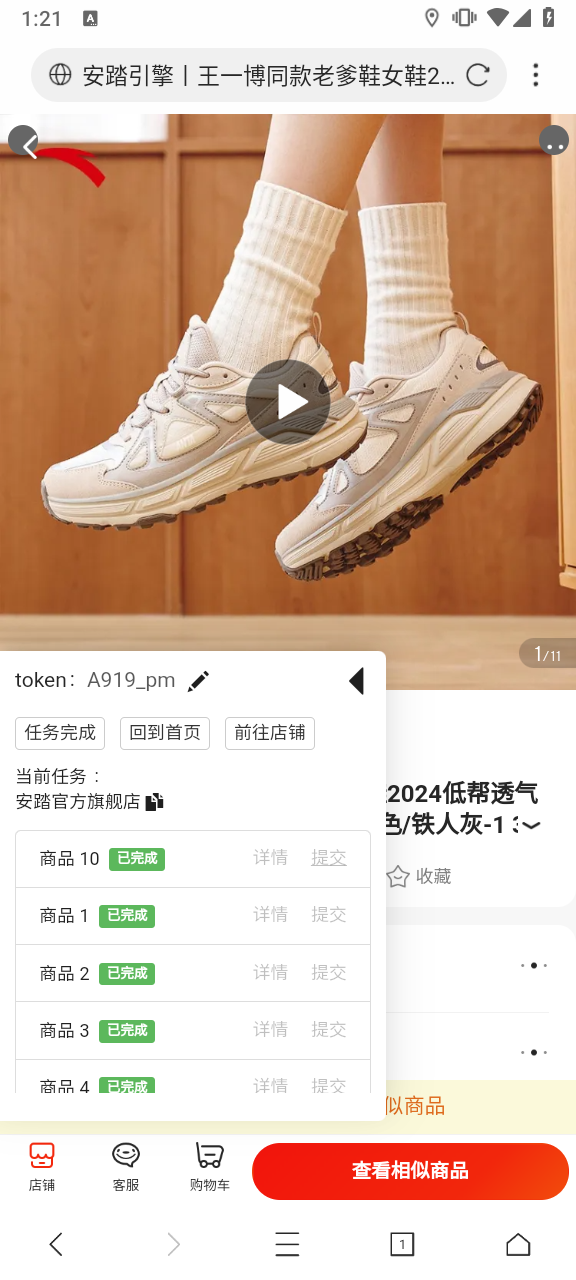 1:21
A
安踏引擎丨王一博同款老爹鞋女鞋2...
1/11
token: A919_pm
任务完成 回到首页 前往店铺
当前任务：
安踏官方旗舰店
2024低帮透气
色/铁人灰-1
商品 10 已完成 详情 提交
收藏
商品 1 已完成 详情 提交
商品 2 已完成 详情 提交
商品 3 已完成 详情 提交
商品 4 已完成 详情 提交
似商品
店铺 客服 购物车 查看相似商品
1